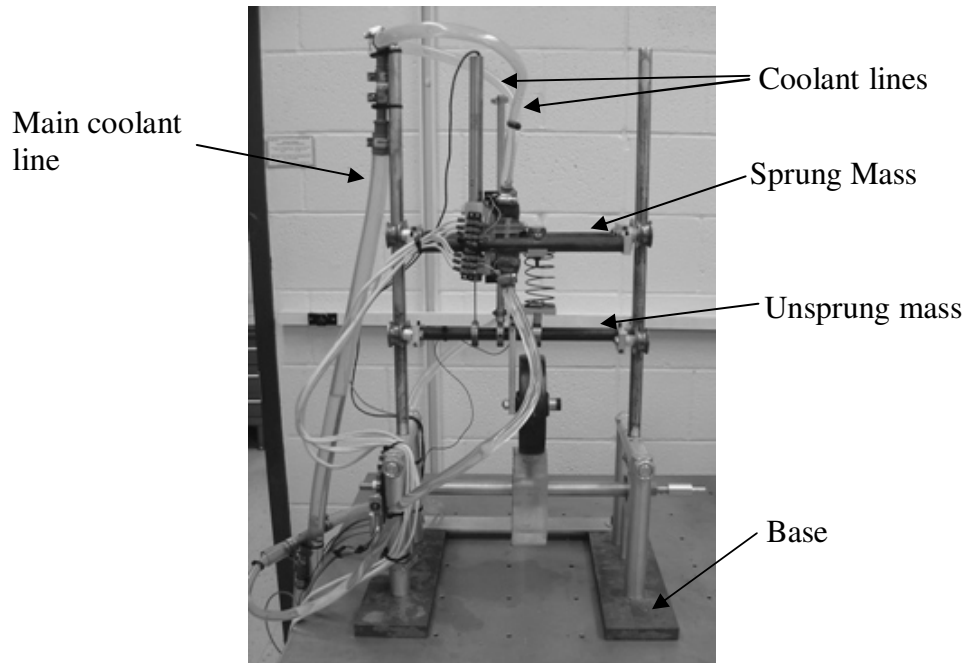 Coolant lines
Main coolant
line
Sprung Mass
Unsprung mass
Base